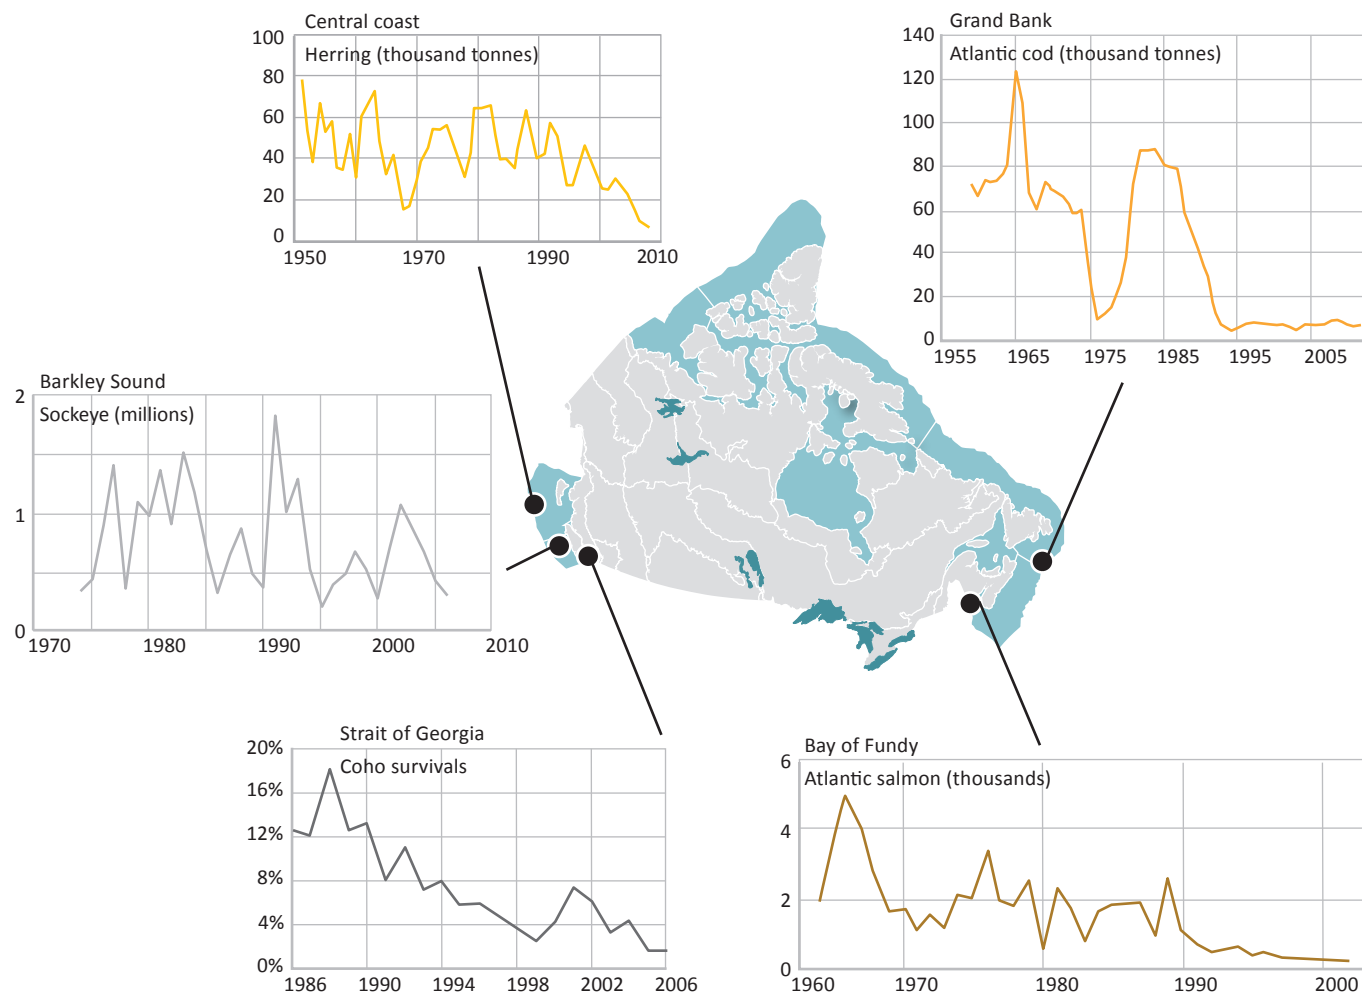 Central coast
Herring (thousand tonnes)
100
80
60
40
20
0
1950 1970 1990 2010
Grand Bank
Atlantic cod (thousand tonnes)
140
120
100
80
60
40
20
0
1955 1965 1975 1985 1995 2005
Barkley Sound
Sockeye (millions)
2
1
0
1970 1980 1990 2000 2010
Strait of Georgia
Coho survivals
20%
16%
12%
8%
4%
0%
1986 1990 1994 1998 2002 2006
Bay of Fundy
Atlantic salmon (thousands)
6
4
2
0
1960 1970 1980 1990 2000